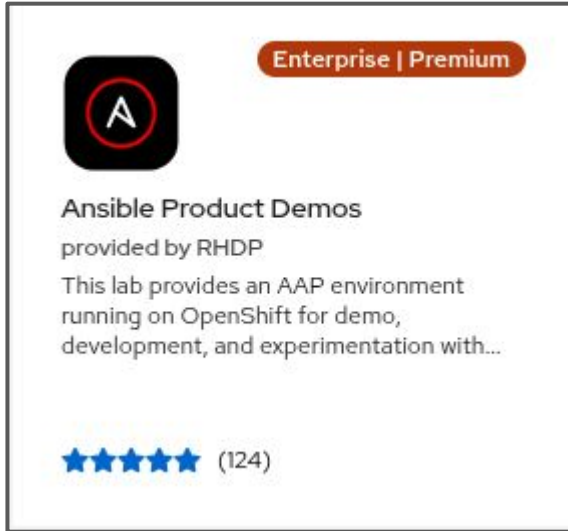 Enterprise | Premium
Ansible Product Demos
provided by RHDP
This lab provides an AAP environment
running on OpenShift for demo,
development, and experimentation with...
(124)